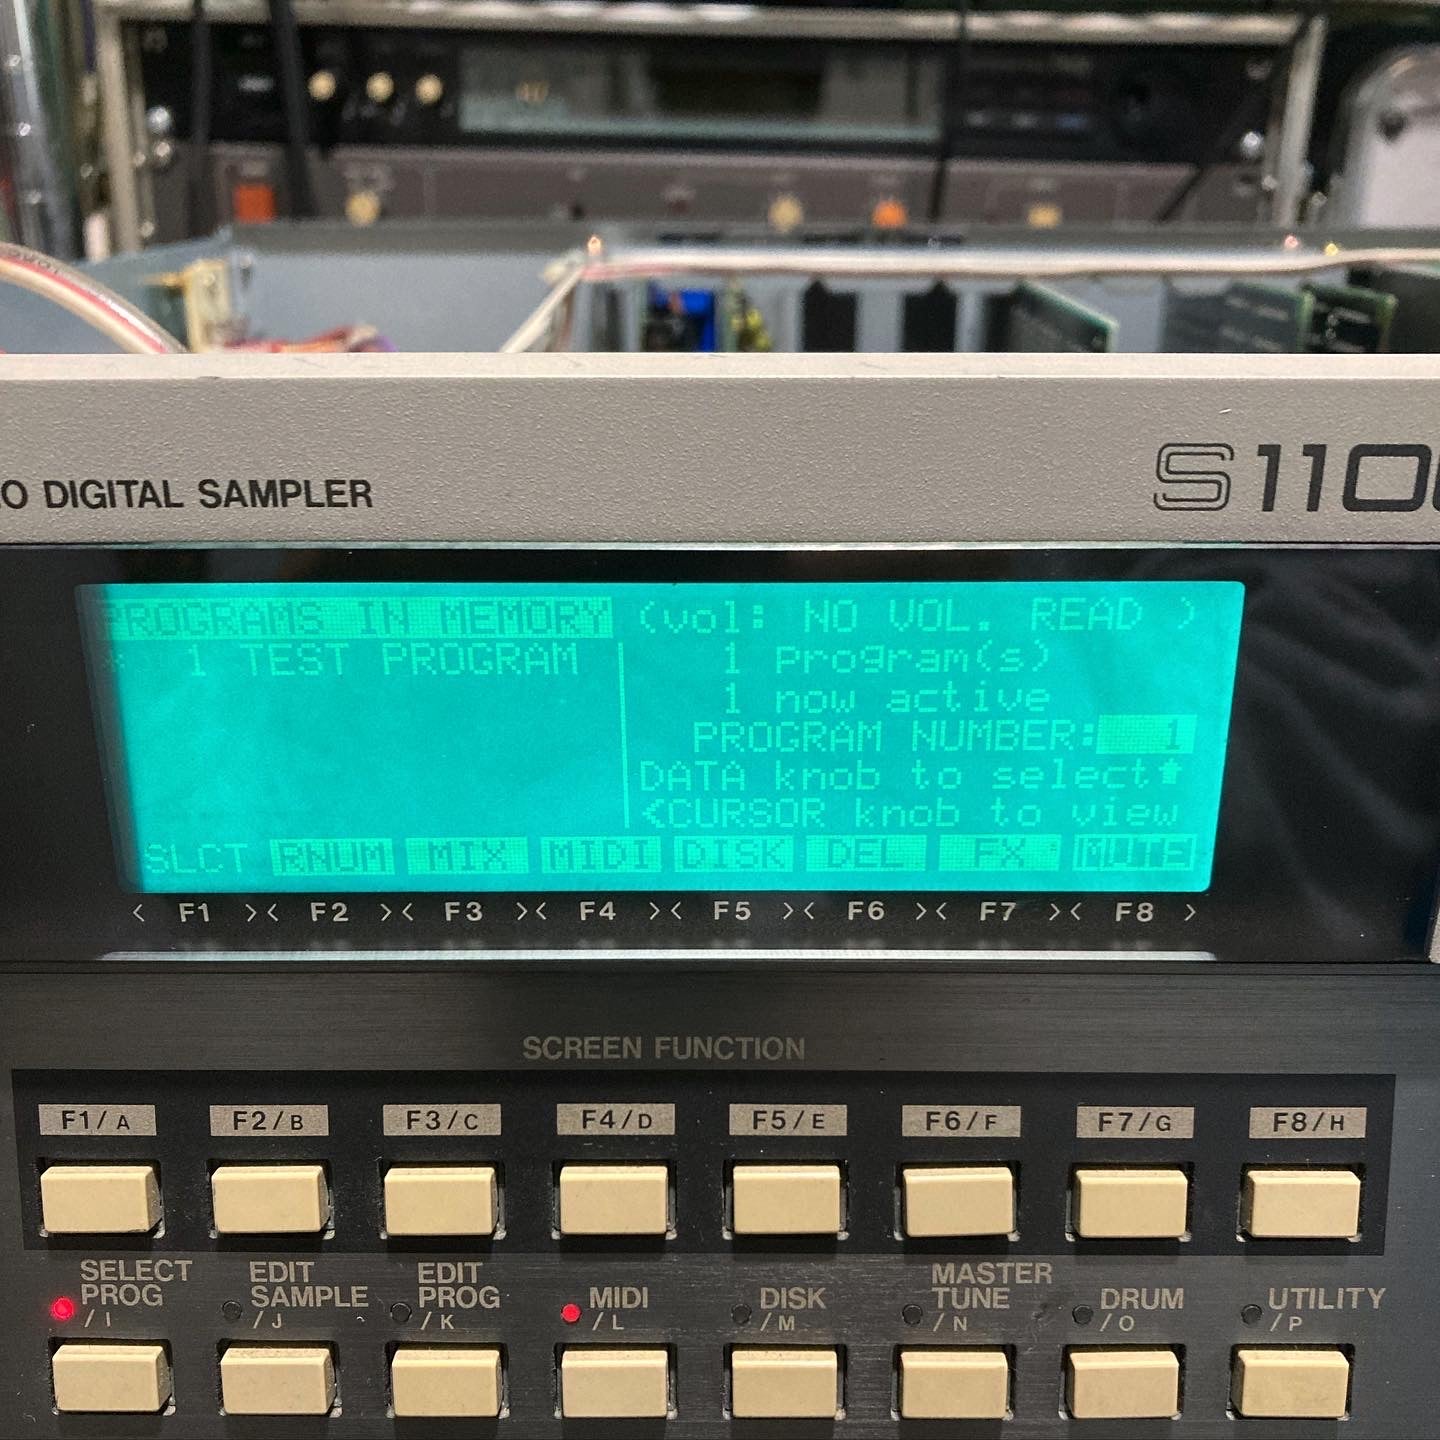 O DIGITAL SAMPLER
S110
PROGRAMS IN MEMORY (vol: NO VOL. READ )
* 1 TEST PROGRAM 1 Program(s)
1 now active
PROGRAM NUMBER: 1
DATA knob to select↑
<CURSOR knob to view
SLCT RNUM MIX MIDI DISK DEL FX MUTE
< F1 >< F2 >< F3 >< F4 >< F5 >< F6 >< F7 >< F8 >
SCREEN FUNCTION
F1/A F2/B F3/C F4/D F5/E F6/F F7/G F8/H
SELECT PROG /I
EDIT SAMPLE /J
EDIT PROG /K
MIDI /L
DISK /M
MASTER TUNE /N
DRUM /O
UTILITY /P